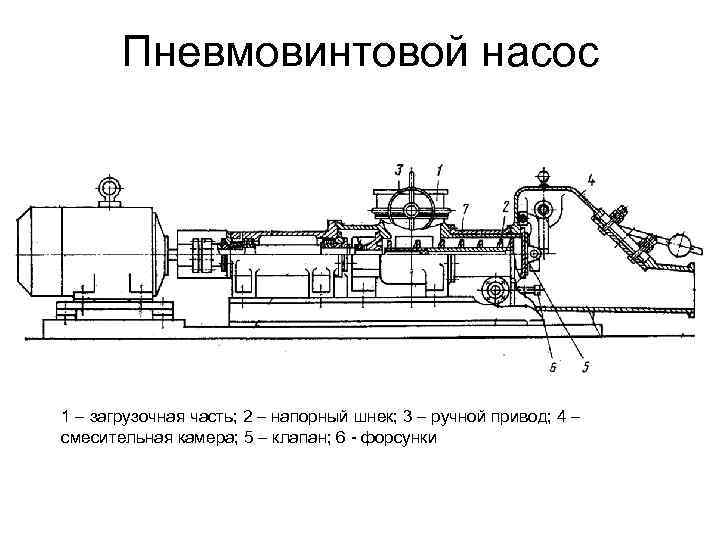 Пневмовинтовой насос
3 1
7 2 4
6 5
1 – загрузочная часть; 2 – напорный шнек; 3 – ручной привод; 4 –
смесительная камера; 5 – клапан; 6 - форсунки